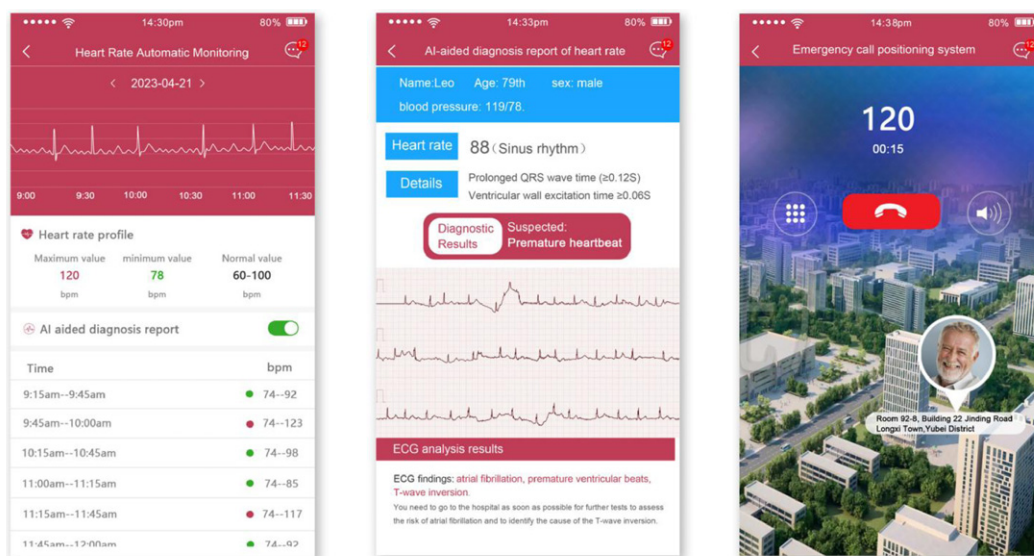 14:30pm 80%
Heart Rate Automatic Monitoring 12
< 2023-04-21 >
9:00 9:30 10:00 10:30 11:00 11:30
Heart rate profile
Maximum value minimum value Normal value
120 78 60-100
bpm bpm bpm
AI aided diagnosis report
Time bpm
9:15am--9:45am 74--92
9:45am--10:00am 74--123
10:15am--10:45am 74--98
11:00am--11:15am 74--85
11:15am--11:45am 74--117
11:45am--12:00am 74--92
14:33pm 80%
AI-aided diagnosis report of heart rate 12
Name:Leo Age: 79th sex: male
blood pressure: 119/78.
Heart rate 88(Sinus rhythm)
Details Prolonged QRS wave time (≥0.12S)
Ventricular wall excitation time ≥0.06S
Diagnostic Results
Suspected:
Premature heartbeat
ECG analysis results
ECG findings: atrial fibrillation, premature ventricular beats,
T-wave inversion.
You need to go to the hospital as soon as possible for further tests to assess
the risk of atrial fibrillation and to identify the cause of the T-wave inversion.
14:38pm 80%
Emergency call positioning system 12
120
00:15
Room 92-8, Building 22 Jinding Road
Longxi Town,Yubei District